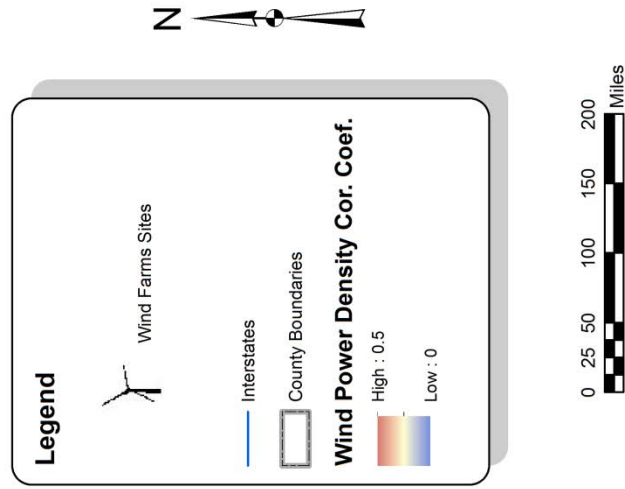 N
Legend
Wind Farms Sites
Interstates
County Boundaries
Wind Power Density Cor. Coef.
High : 0.5
Low : 0
0 25 50 100 150 200
Miles